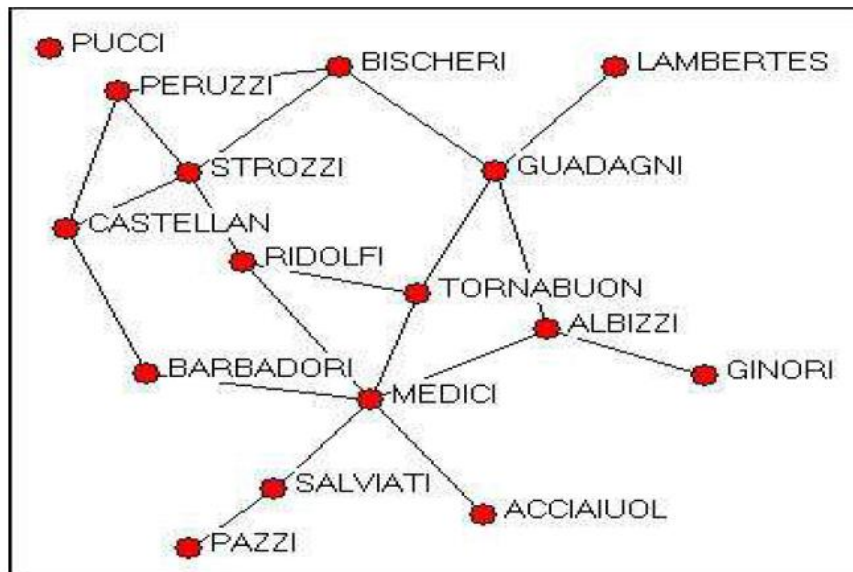 PUCCI
BISCHERI
LAMBERTES
PERUZZI
STROZZI
GUADAGNI
CASTELLAN
RIDOLFI
TORNABUON
ALBIZZI
BARBADORI
GINORI
MEDICI
SALVIATI
ACCIAIUOL
PAZZI